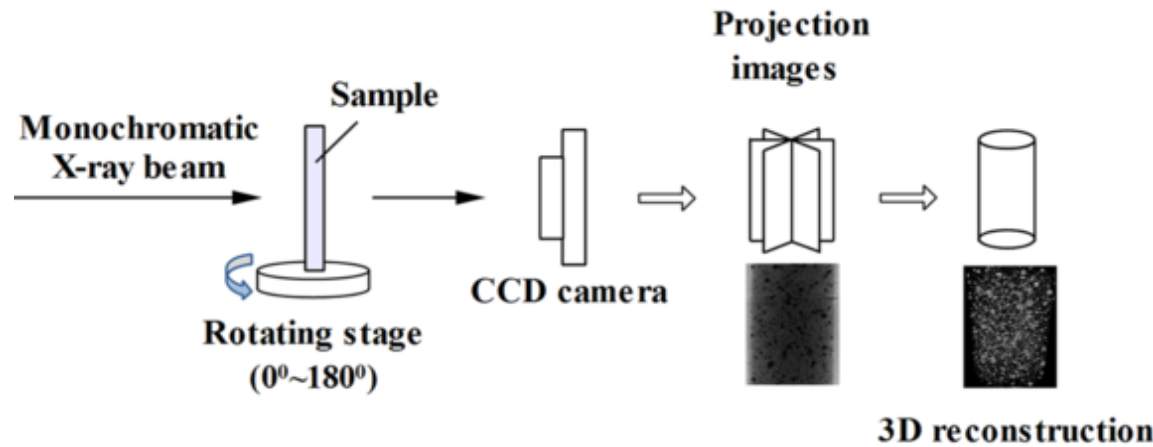 Projection
images
Sample
Monochromatic
X-ray beam
CCD camera
Rotating stage
(0⁰~180⁰)
3D reconstruction